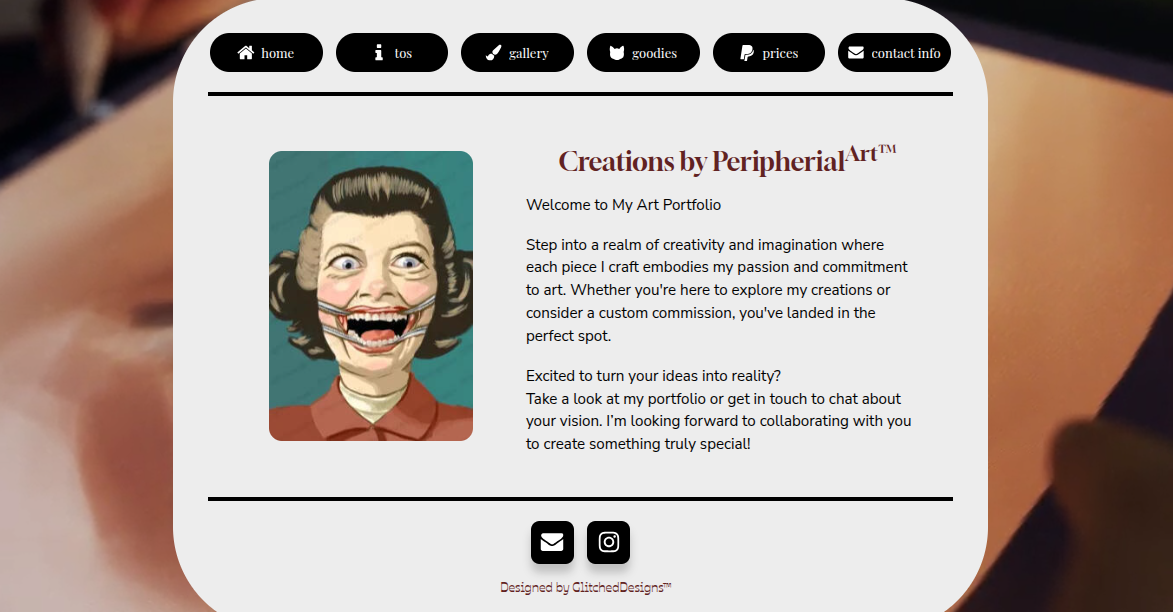 home
tos
gallery
goodies
prices
contact info
Creations by PeripherialArt™
Welcome to My Art Portfolio
Step into a realm of creativity and imagination where
each piece I craft embodies my passion and commitment
to art. Whether you're here to explore my creations or
consider a custom commission, you've landed in the
perfect spot.
Excited to turn your ideas into reality?
Take a look at my portfolio or get in touch to chat about
your vision. I'm looking forward to collaborating with you
to create something truly special!
Designed by GlitchedDesigns™